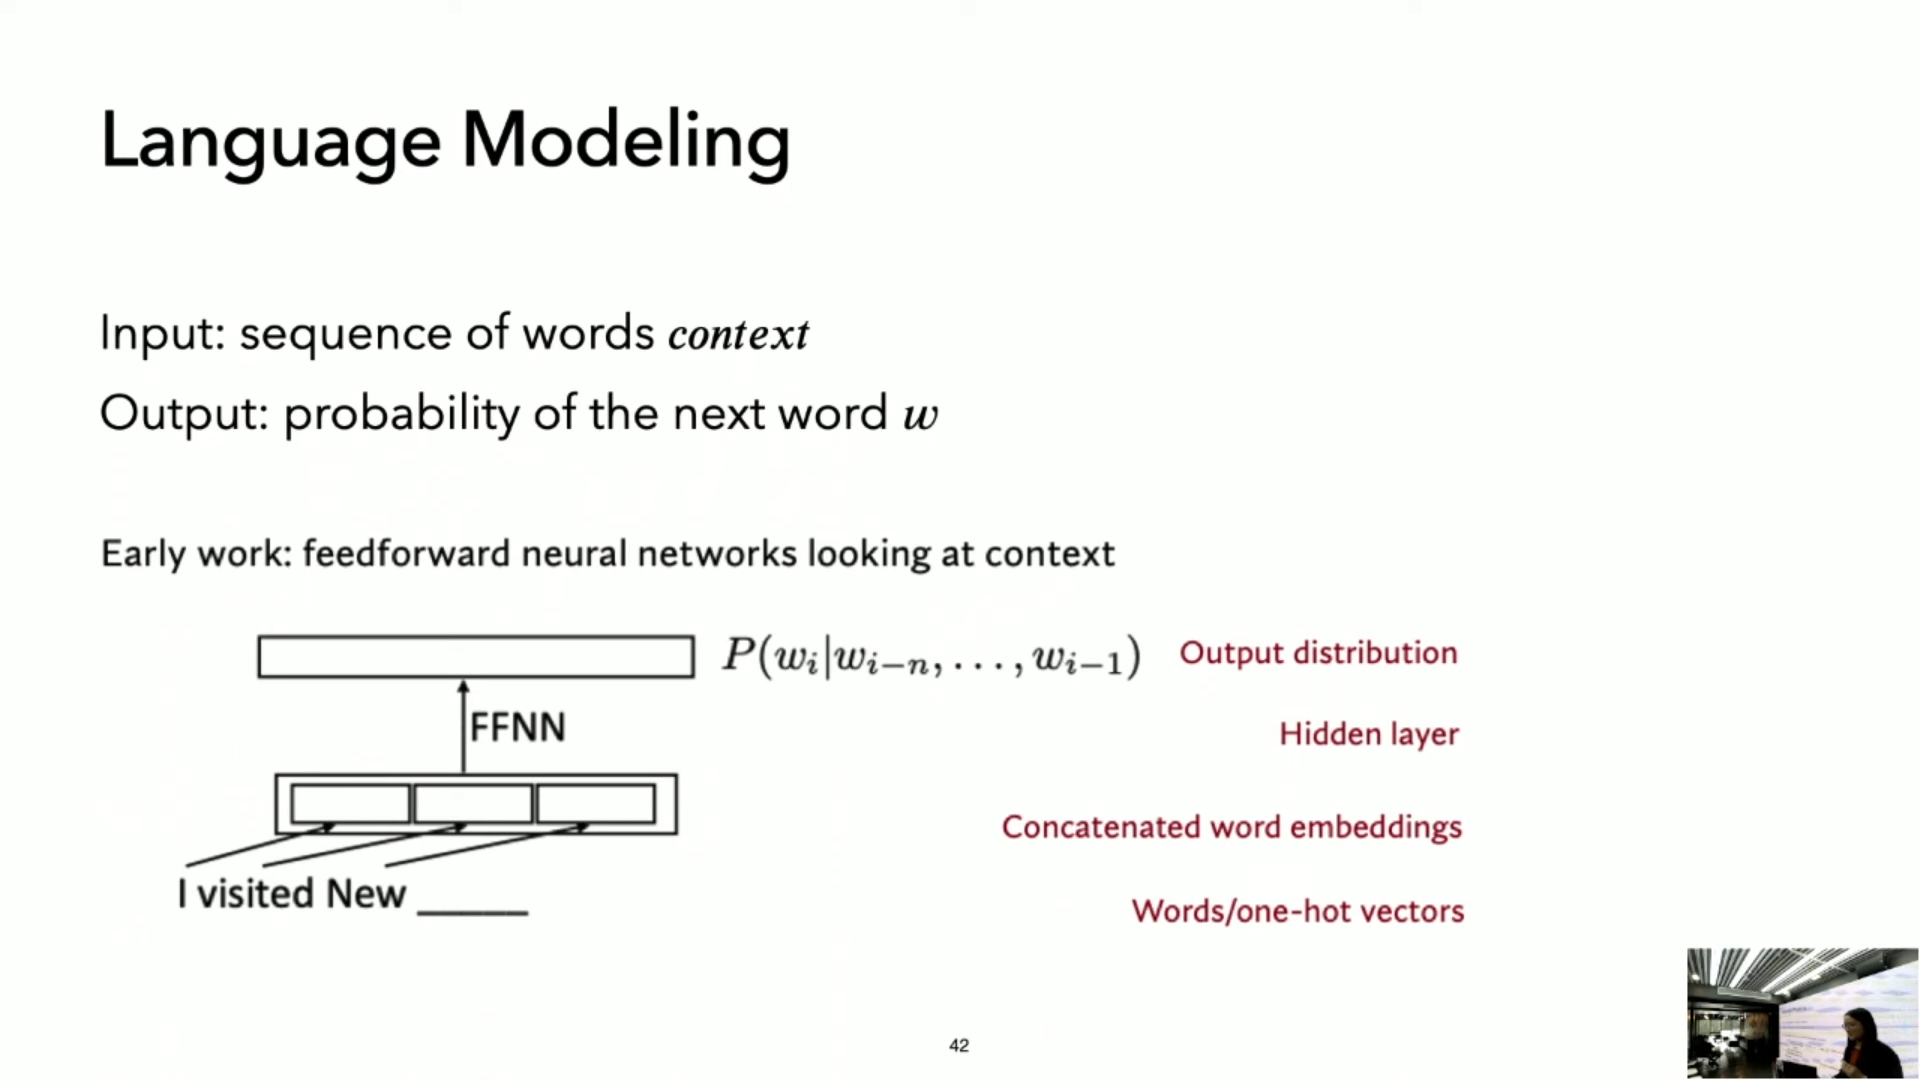 Language Modeling
Input: sequence of words context
Output: probability of the next word w
Early work: feedforward neural networks looking at context
P(w_i|w_{i-n}, . . . , w_{i-1}) Output distribution
FFNN
Hidden layer
Concatenated word embeddings
I visited New _____
Words/one-hot vectors
42